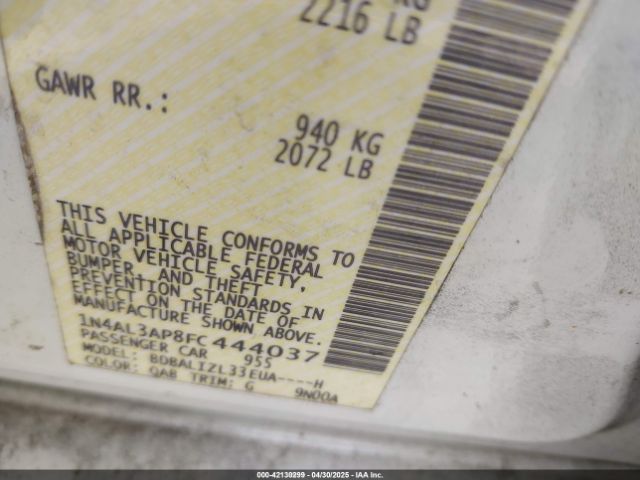 2216 LB
GAWR RR.:
940 KG
2072 LB
THIS VEHICLE CONFORMS TO
ALL APPLICABLE FEDERAL
MOTOR VEHICLE SAFETY,
BUMPER, AND THEFT
PREVENTION STANDARDS IN
EFFECT ON THE DATE OF
MANUFACTURE SHOWN ABOVE.
1N4AL3AP8FC444037
PASSENGER CAR 955
MODEL: BDBALIZL33EUA----H
COLOR: QAB TRIM: G 9N00A
000-42130299 - 04/30/2025 - IAA Inc.